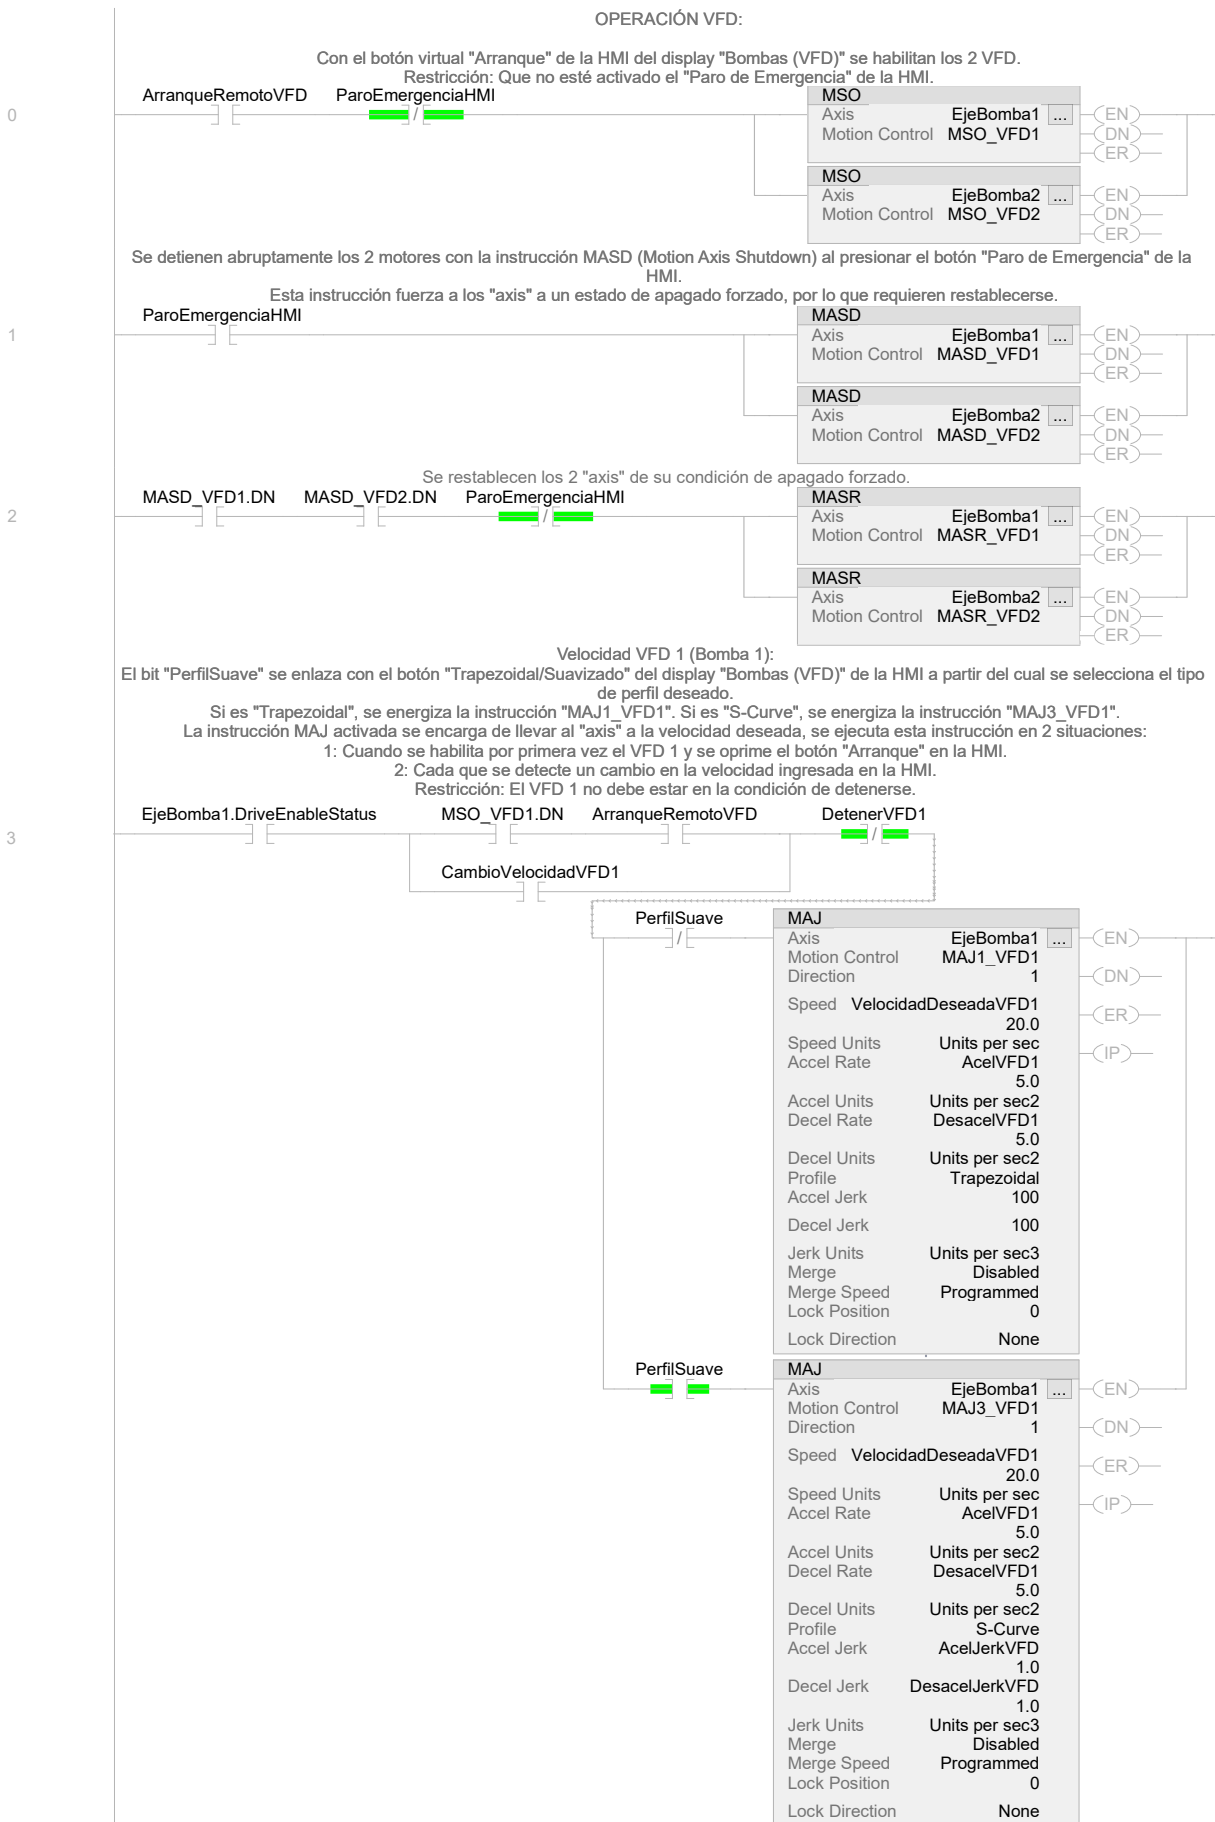 OPERACIÓN VFD:
Con el botón virtual "Arranque" de la HMI del display "Bombas (VFD)" se habilitan los 2 VFD.
Restricción: Que no esté activado el "Paro de Emergencia" de la HMI.
0
ArranqueRemotoVFD ParoEmergenciaHMI
/
MSO
Axis EjeBomba1 ...
Motion Control MSO_VFD1
EN
DN
ER
MSO
Axis EjeBomba2 ...
Motion Control MSO_VFD2
EN
DN
ER
Se detienen abruptamente los 2 motores con la instrucción MASD (Motion Axis Shutdown) al presionar el botón "Paro de Emergencia" de la
HMI.
Esta instrucción fuerza a los "axis" a un estado de apagado forzado, por lo que requieren restablecerse.
1
ParoEmergenciaHMI
MASD
Axis EjeBomba1 ...
Motion Control MASD_VFD1
EN
DN
ER
MASD
Axis EjeBomba2 ...
Motion Control MASD_VFD2
EN
DN
ER
Se restablecen los 2 "axis" de su condición de apagado forzado.
2
MASD_VFD1.DN MASD_VFD2.DN ParoEmergenciaHMI
/
MASR
Axis EjeBomba1 ...
Motion Control MASR_VFD1
EN
DN
ER
MASR
Axis EjeBomba2 ...
Motion Control MASR_VFD2
EN
DN
ER
Velocidad VFD 1 (Bomba 1):
El bit "PerfilSuave" se enlaza con el botón "Trapezoidal/Suavizado" del display "Bombas (VFD)" de la HMI a partir del cual se selecciona el tipo
de perfil deseado.
Si es "Trapezoidal", se energiza la instrucción "MAJ1_VFD1". Si es "S-Curve", se energiza la instrucción "MAJ3_VFD1".
La instrucción MAJ activada se encarga de llevar al "axis" a la velocidad deseada, se ejecuta esta instrucción en 2 situaciones:
1: Cuando se habilita por primera vez el VFD 1 y se oprime el botón "Arranque" en la HMI.
2: Cada que se detecte un cambio en la velocidad ingresada en la HMI.
Restricción: El VFD 1 no debe estar en la condición de detenerse.
3
EjeBomba1.DriveEnableStatus MSO_VFD1.DN ArranqueRemotoVFD DetenerVFD1
/
CambioVelocidadVFD1
PerfilSuave
/
MAJ
Axis EjeBomba1 ...
Motion Control MAJ1_VFD1
Direction 1
Speed VelocidadDeseadaVFD1
20.0
Speed Units Units per sec
Accel Rate AcelVFD1
5.0
Accel Units Units per sec2
Decel Rate DesacelVFD1
5.0
Decel Units Units per sec2
Profile Trapezoidal
Accel Jerk 100
Decel Jerk 100
Jerk Units Units per sec3
Merge Disabled
Merge Speed Programmed
Lock Position 0
Lock Direction None
EN
DN
ER
IP
PerfilSuave
MAJ
Axis EjeBomba1 ...
Motion Control MAJ3_VFD1
Direction 1
Speed VelocidadDeseadaVFD1
20.0
Speed Units Units per sec
Accel Rate AcelVFD1
5.0
Accel Units Units per sec2
Decel Rate DesacelVFD1
5.0
Decel Units Units per sec2
Profile S-Curve
Accel Jerk AcelJerkVFD
1.0
Decel Jerk DesacelJerkVFD
1.0
Jerk Units Units per sec3
Merge Disabled
Merge Speed Programmed
Lock Position 0
Lock Direction None
EN
DN
ER
IP